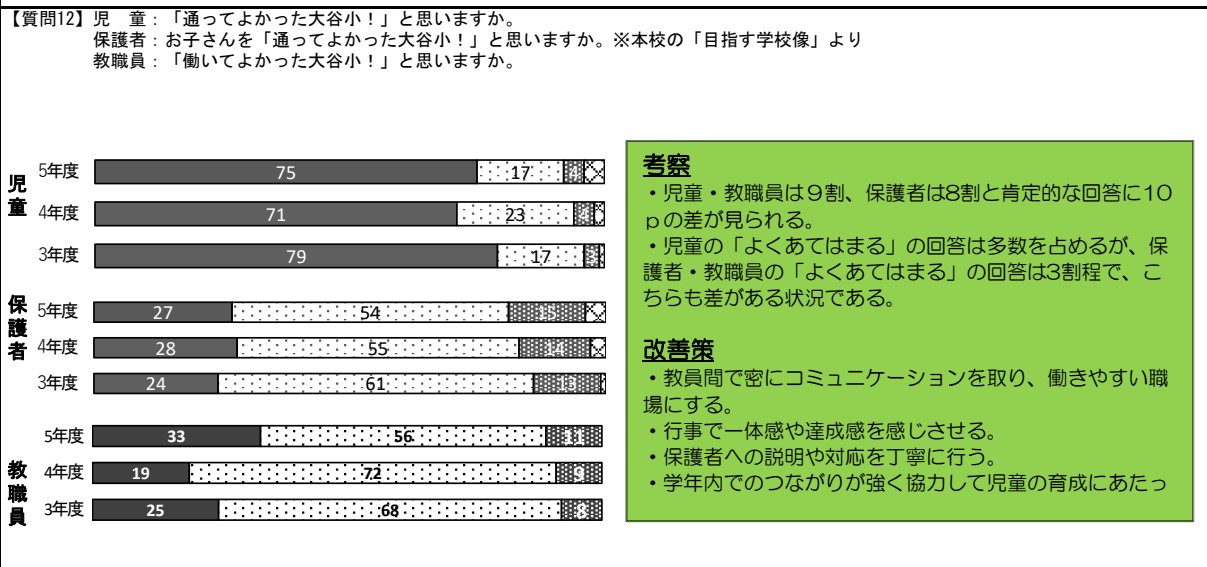 【質問12】児　童：「通ってよかった大谷小！」と思いますか。
保護者：お子さんを「通ってよかった大谷小！」と思いますか。※本校の「目指す学校像」より
教職員：「働いてよかった大谷小！」と思いますか。
児童
5年度 75 17 4
4年度 71 23 4
3年度 79 17 3
保護者
5年度 27 54 15
4年度 28 55 14
3年度 24 61 13
教職員
5年度 33 56 11
4年度 19 72 9
3年度 25 68 8
考察
・児童・教職員は９割、保護者は8割と肯定的な回答に１０
ｐの差が見られる。
・児童の「よくあてはまる」の回答は多数を占めるが、保
護者・教職員の「よくあてはまる」の回答は3割程で、こ
ちらも差がある状況である。
改善策
・教員間で密にコミュニケーションを取り、働きやすい職
場にする。
・行事で一体感や達成感を感じさせる。
・保護者への説明や対応を丁寧に行う。
・学年内でのつながりが強く協力して児童の育成にあたっ